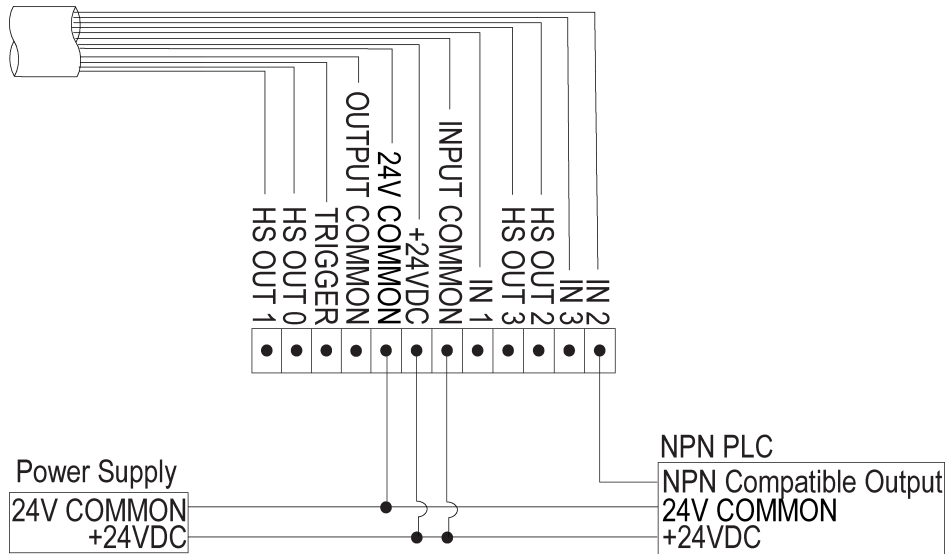 HS OUT 1
HS OUT 0
TRIGGER
OUTPUT COMMON
24V COMMON
+24VDC
INPUT COMMON
IN 1
HS OUT 3
HS OUT 2
IN 3
IN 2
Power Supply
24V COMMON
+24VDC
NPN PLC
NPN Compatible Output
24V COMMON
+24VDC